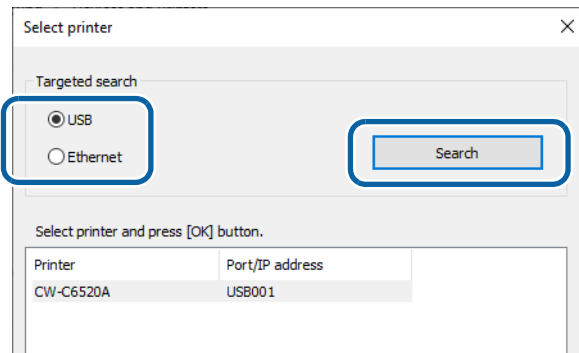 Select printer
Targeted search
USB
Ethernet
Search
Select printer and press [OK] button.
Printer Port/IP address
CW-C6520A USB001